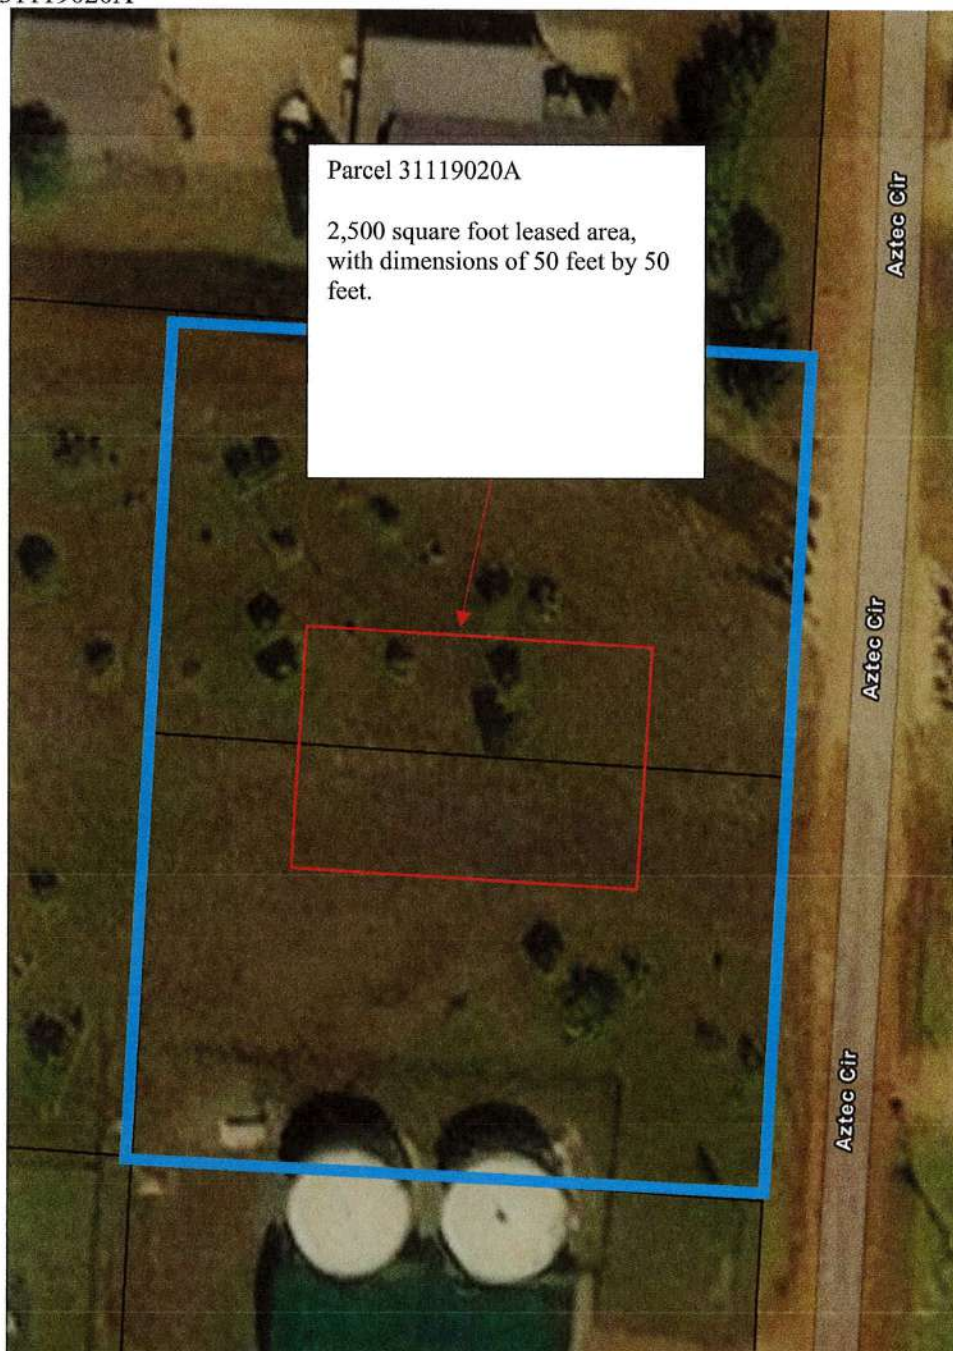 Parcel 31119020A
2,500 square foot leased area,
with dimensions of 50 feet by 50
feet.
Aztec Cir
Aztec Cir
Aztec Cir